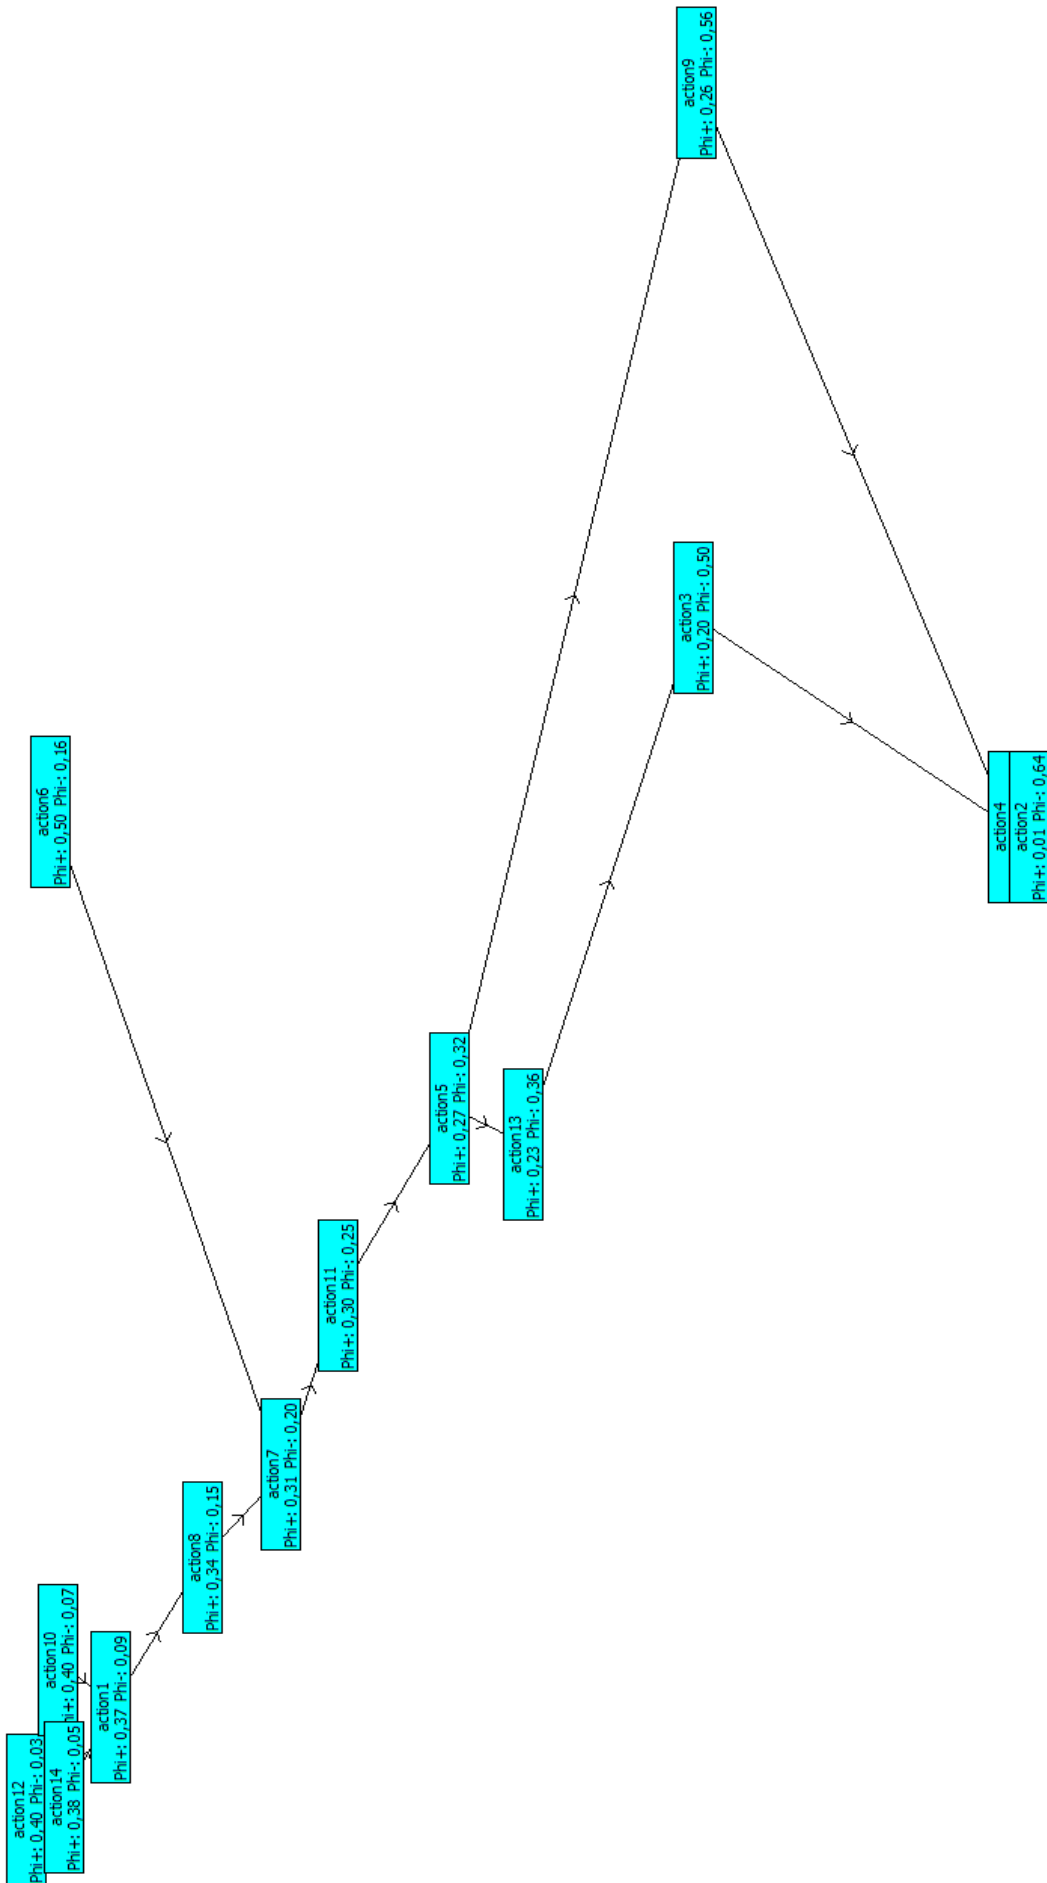 action12
Phi+: 0,40 Phi-: 0,03
action14
Phi+: 0,38 Phi-: 0,05
action10
hi+: 0,40 Phi-: 0,07
action1
Phi+: 0,37 Phi-: 0,09
action8
Phi+: 0,34 Phi-: 0,15
action7
Phi+: 0,31 Phi-: 0,20
action11
Phi+: 0,30 Phi-: 0,25
action5
Phi+: 0,27 Phi-: 0,32
action13
Phi+: 0,23 Phi-: 0,36
action6
Phi+: 0,50 Phi-: 0,16
action3
Phi+: 0,20 Phi-: 0,50
action9
Phi+: 0,26 Phi-: 0,56
action4
action2
Phi+: 0,01 Phi-: 0,64